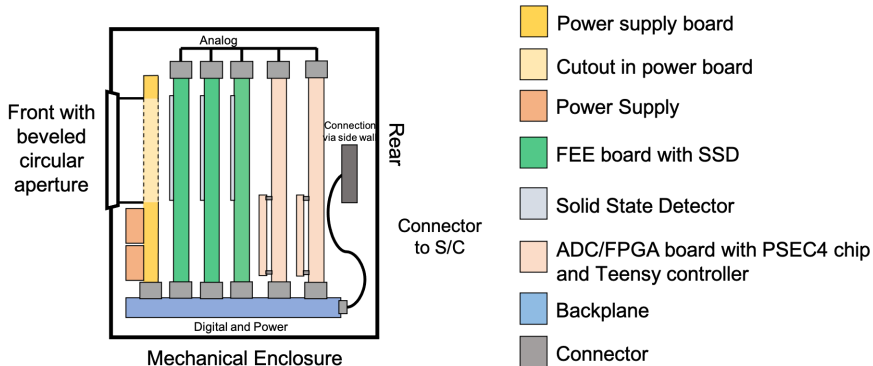 Analog
Front with
beveled
circular
aperture
Connection
via side wall
Rear
Connector
to S/C
Digital and Power
Mechanical Enclosure
Power supply board
Cutout in power board
Power Supply
FEE board with SSD
Solid State Detector
ADC/FPGA board with PSEC4 chip
and Teensy controller
Backplane
Connector